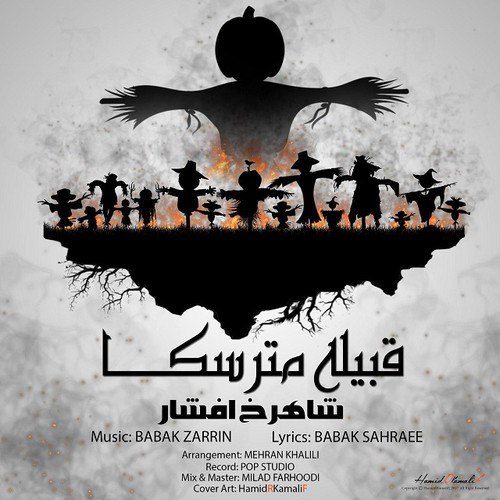 قبیله مترسکا
شاهرخ افشار
Music: BABAK ZARRIN Lyrics: BABAK SAHRAEE
Arrangement: MEHRAN KHALILI
Record: POP STUDIO
Mix & Master: MILAD FARHOODI
Cover Art: HamidRKamaliF
HamidRKamaliF